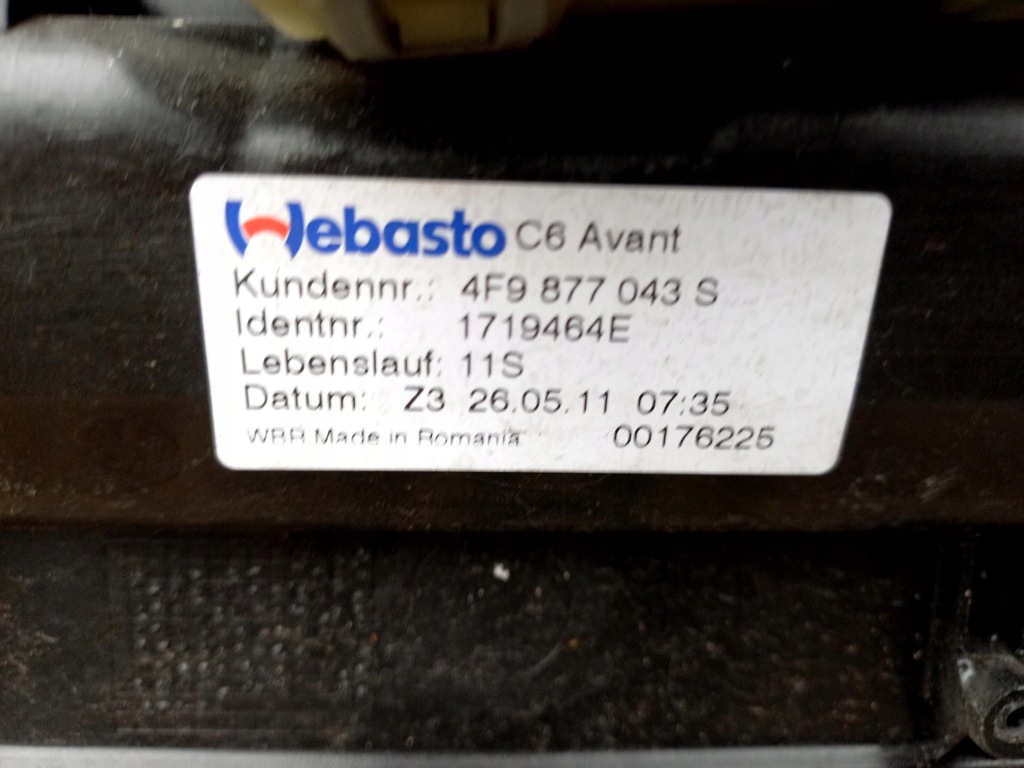 Webasto C6 Avant
Kundennr.: 4F9 877 043 S
Identnr.: 1719464E
Lebenslauf: 11S
Datum: Z3 26.05.11 07:35
WBR Made in Romania 00176225